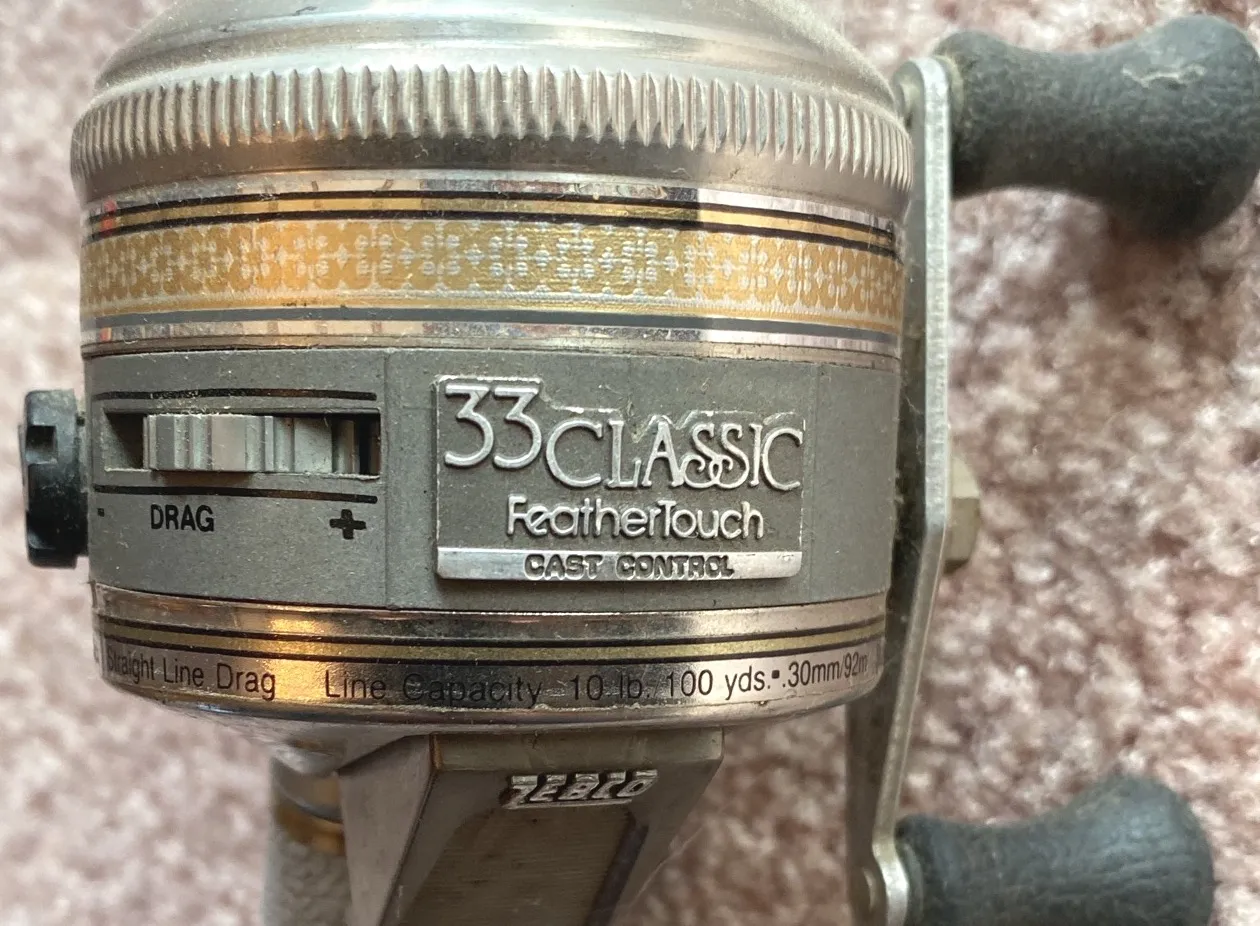 33 CLASSIC
FeatherTouch
CAST CONTROL
- DRAG +
Straight Line Drag Line Capacity 10 lb. 100 yds.▪.30mm/92m
ZEBCO